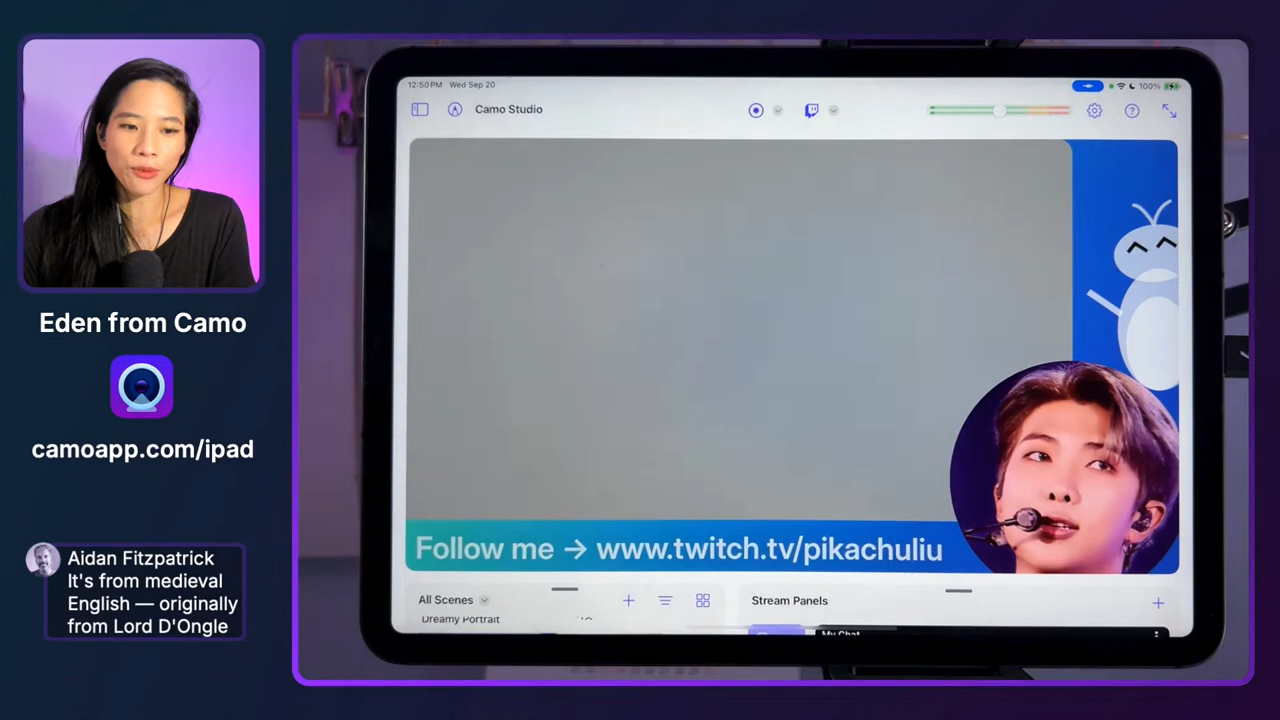 12:50 PM Wed Sep 20
100%
Camo Studio
Follow me → www.twitch.tv/pikachuliu
All Scenes
Stream Panels
Dreamy Portrait
My Chat
Eden from Camo
camoapp.com/ipad
Aidan Fitzpatrick
It's from medieval
English — originally
from Lord D'Ongle